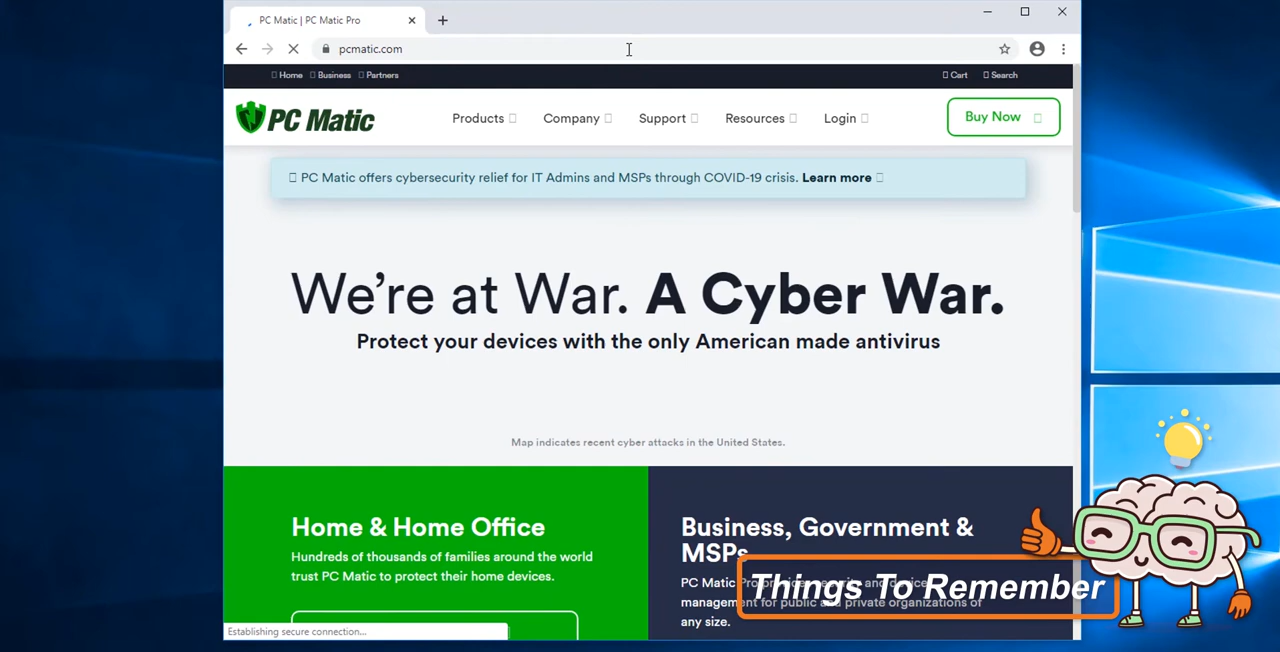 PC Matic | PC Matic Pro
pcmatic.com
Home Business Partners
Cart Search
PC Matic
Products Company Support Resources Login
Buy Now
PC Matic offers cybersecurity relief for IT Admins and MSPs through COVID-19 crisis. Learn more
We're at War. A Cyber War.
Protect your devices with the only American made antivirus
Map indicates recent cyber attacks in the United States.
Home & Home Office
Hundreds of thousands of families around the world
trust PC Matic to protect their home devices.
Business, Government &
MSPs
PC Matic Pro provides security and device
management for public and private organizations of
any size.
Things To Remember
Establishing secure connection...